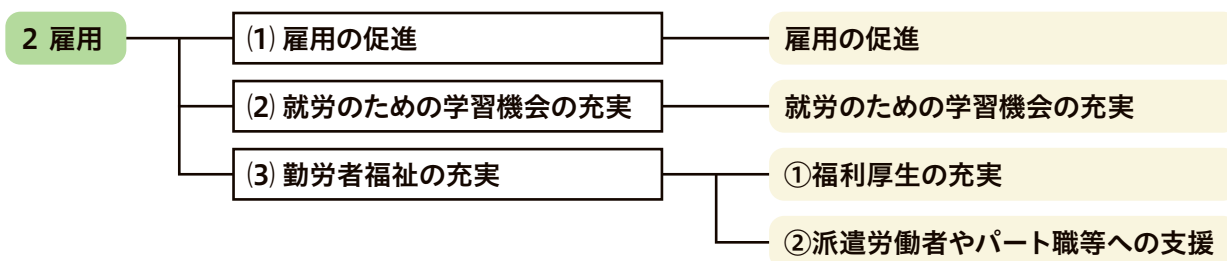 2 雇用
⑴ 雇用の促進
雇用の促進
⑵ 就労のための学習機会の充実
就労のための学習機会の充実
⑶ 勤労者福祉の充実
①福利厚生の充実
②派遣労働者やパート職等への支援